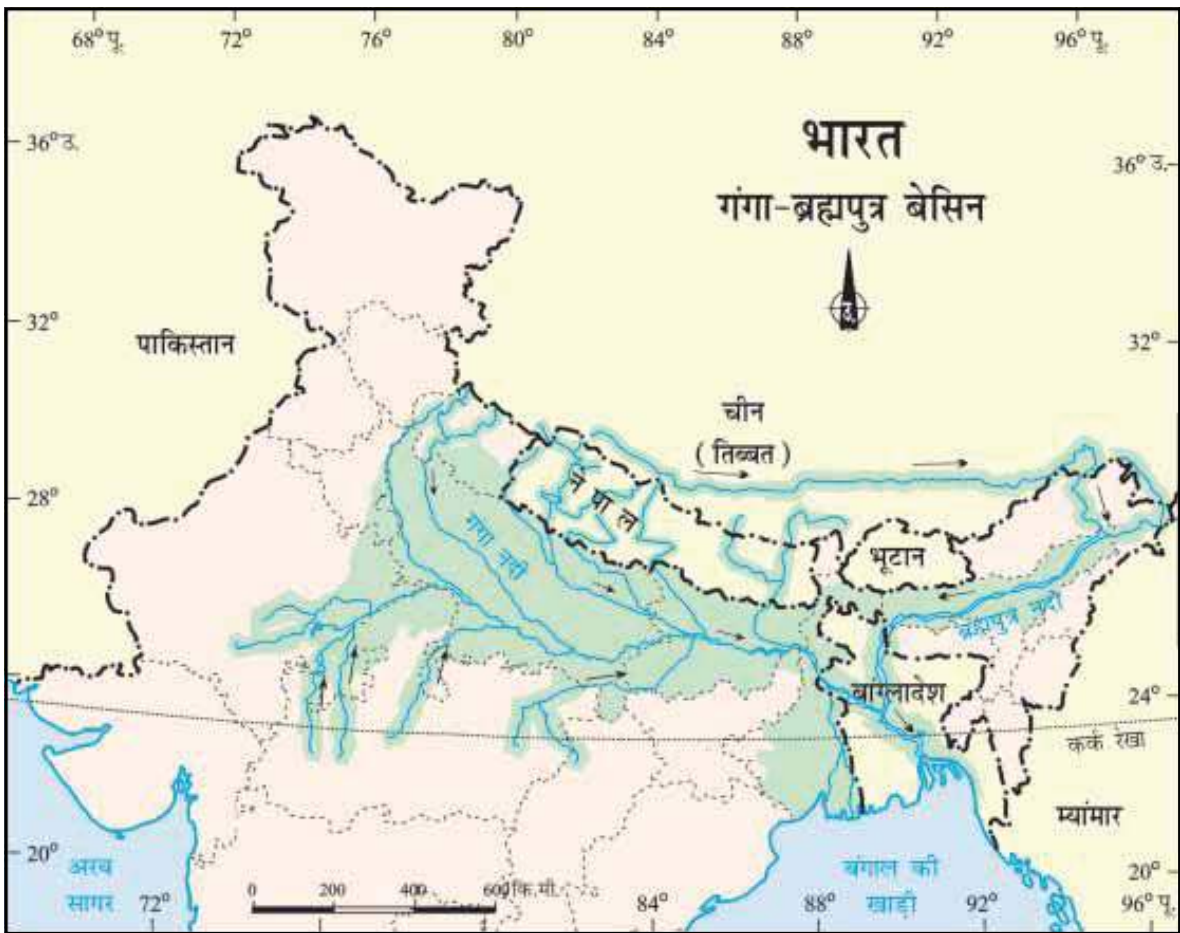 68° पू. 72° 76° 80° 84° 88° 92° 96° पू.
भारत
गंगा-ब्रह्मपुत्र बेसिन
36° उ. 36° उ.
उ.
32° 32°
पाकिस्तान
चीन
( तिब्बत )
28° 28°
नेपाल
गंगा नदी
भूटान
ब्रह्मपुत्र नदी
बांग्लादेश
24° 24°
कर्क रेखा
म्यांमार
20° 20°
अरब
सागर
बंगाल की
खाड़ी
0 200 400 600 कि.मी.
72° 84° 88° 92° 96° पू.